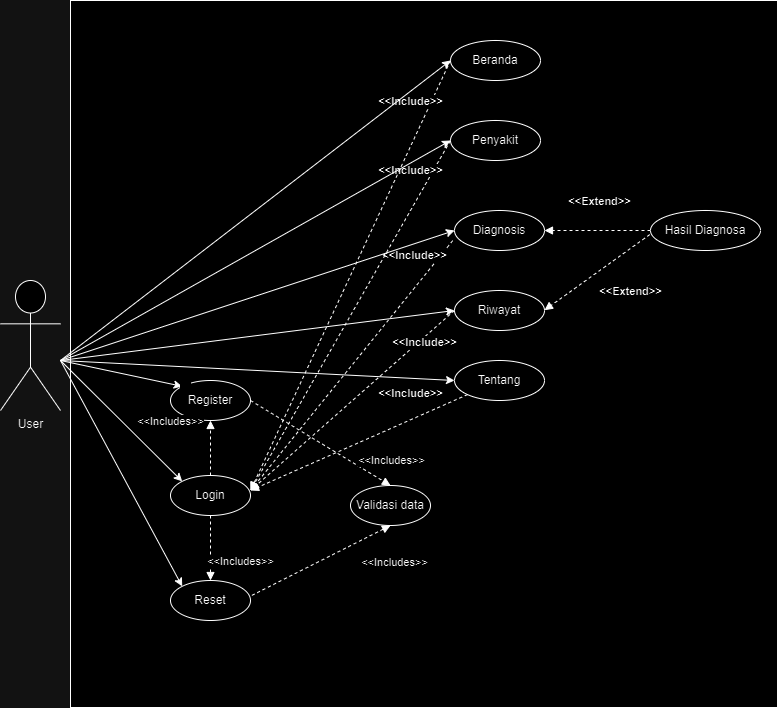 Beranda
<<Include>>
Penyakit
<<Include>>
<<Extend>>
Diagnosis
Hasil Diagnosa
<<Include>>
<<Extend>>
Riwayat
<<Include>>
Tentang
<<Include>>
Register
User
<<Includes>>
<<Includes>>
Login
Validasi data
<<Includes>>
<<Includes>>
Reset